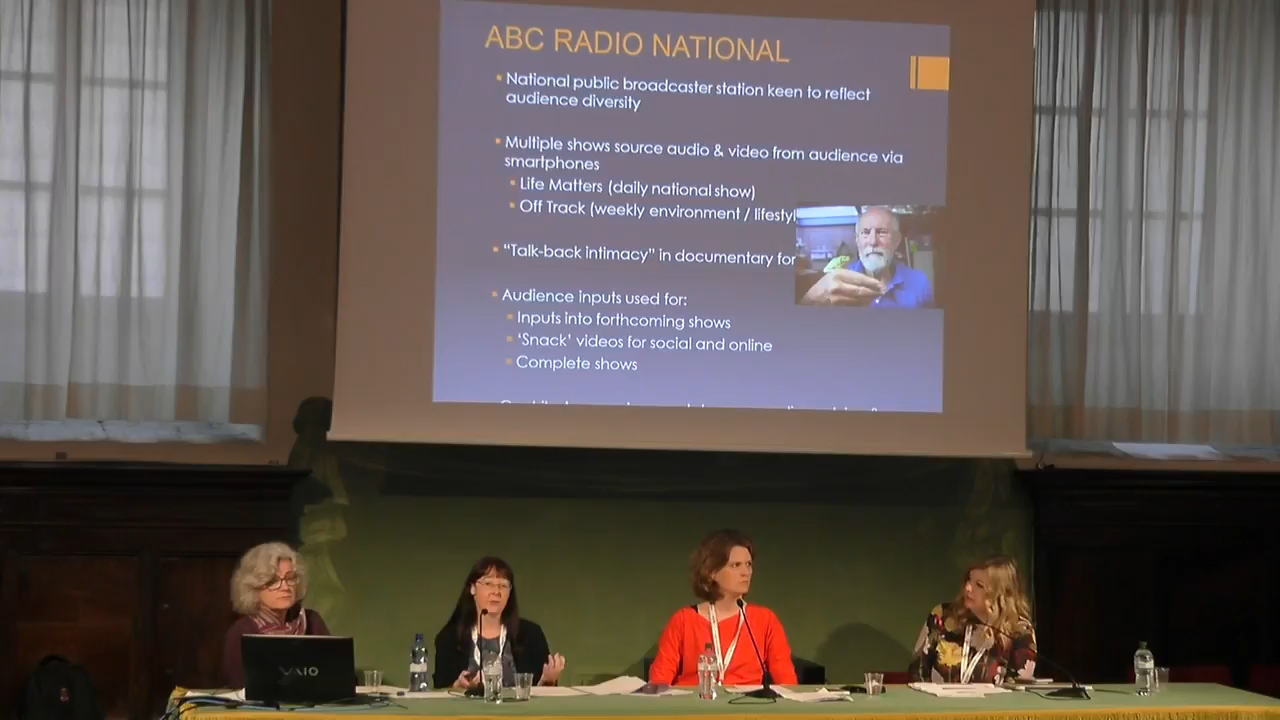 ABC RADIO NATIONAL
National public broadcaster station keen to reflect
audience diversity
Multiple shows source audio & video from audience via
smartphones
Life Matters (daily national show)
Off Track (weekly environment / lifestyl
“Talk-back intimacy” in documentary for
Audience inputs used for:
Inputs into forthcoming shows
‘Snack’ videos for social and online
Complete shows
VAIO